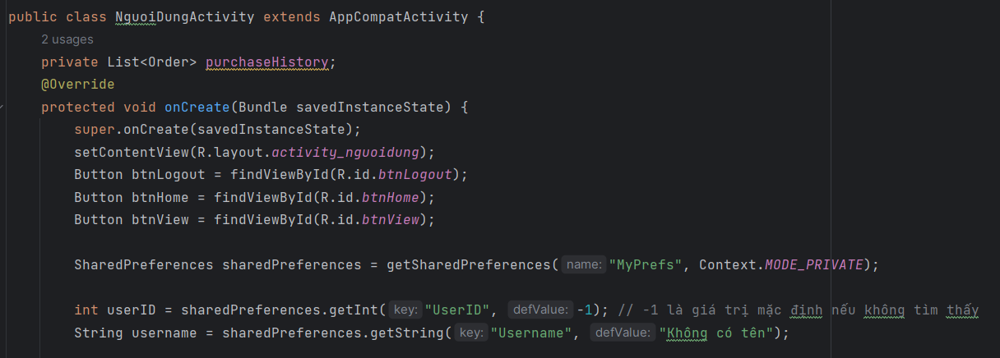 public class NguoiDungActivity extends AppCompatActivity {
2 usages
private List<Order> purchaseHistory;
@Override
protected void onCreate(Bundle savedInstanceState) {
super.onCreate(savedInstanceState);
setContentView(R.layout.activity_nguoidung);
Button btnLogout = findViewById(R.id.btnLogout);
Button btnHome = findViewById(R.id.btnHome);
Button btnView = findViewById(R.id.btnView);
SharedPreferences sharedPreferences = getSharedPreferences( name: "MyPrefs", Context.MODE_PRIVATE);
int userID = sharedPreferences.getInt( key: "UserID", defValue: -1); // -1 là giá trị mặc định nếu không tìm thấy
String username = sharedPreferences.getString( key: "Username", defValue: "Không có tên");